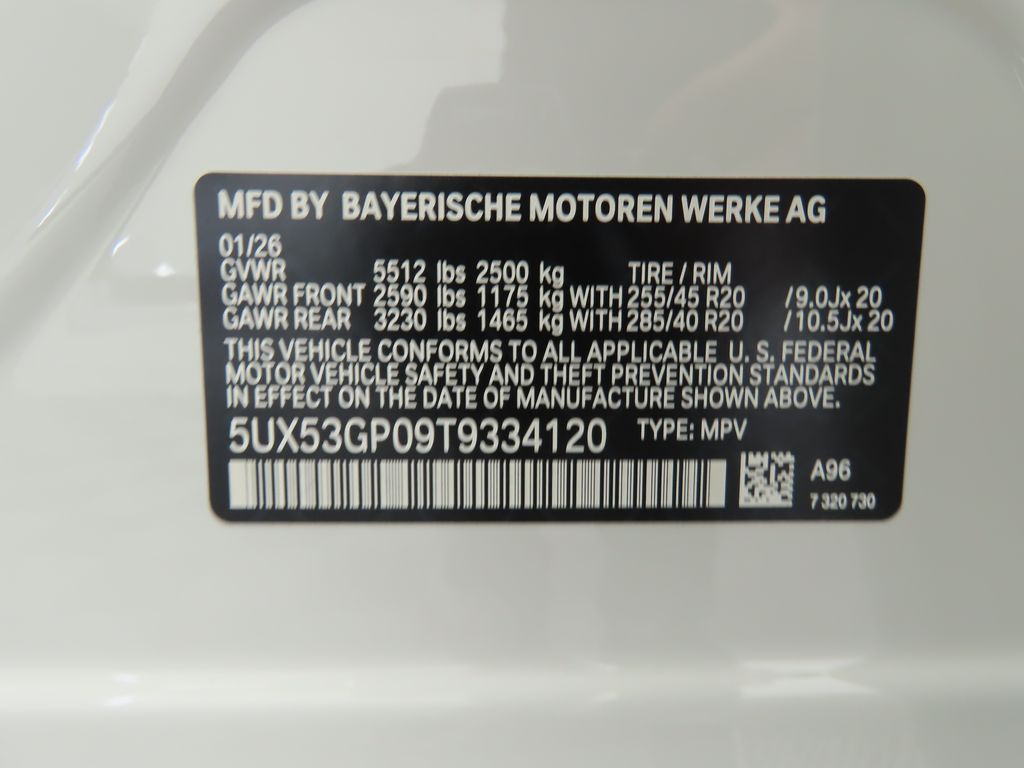 MFD BY BAYERISCHE MOTOREN WERKE AG
01/26
GVWR 5512 lbs 2500 kg TIRE / RIM
GAWR FRONT 2590 lbs 1175 kg WITH 255/45 R20 / 9.0Jx 20
GAWR REAR 3230 lbs 1465 kg WITH 285/40 R20 / 10.5Jx 20
THIS VEHICLE CONFORMS TO ALL APPLICABLE U. S. FEDERAL
MOTOR VEHICLE SAFETY AND THEFT PREVENTION STANDARDS
IN EFFECT ON THE DATE OF MANUFACTURE SHOWN ABOVE.
5UX53GP09T9334120 TYPE: MPV
A96
7 320 730